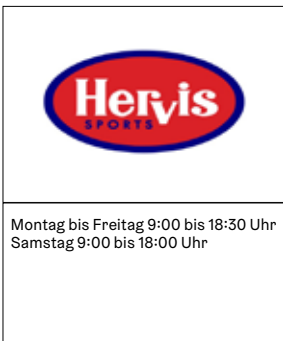 Hervis
SPORTS
Montag bis Freitag 9:00 bis 18:30 Uhr
Samstag 9:00 bis 18:00 Uhr